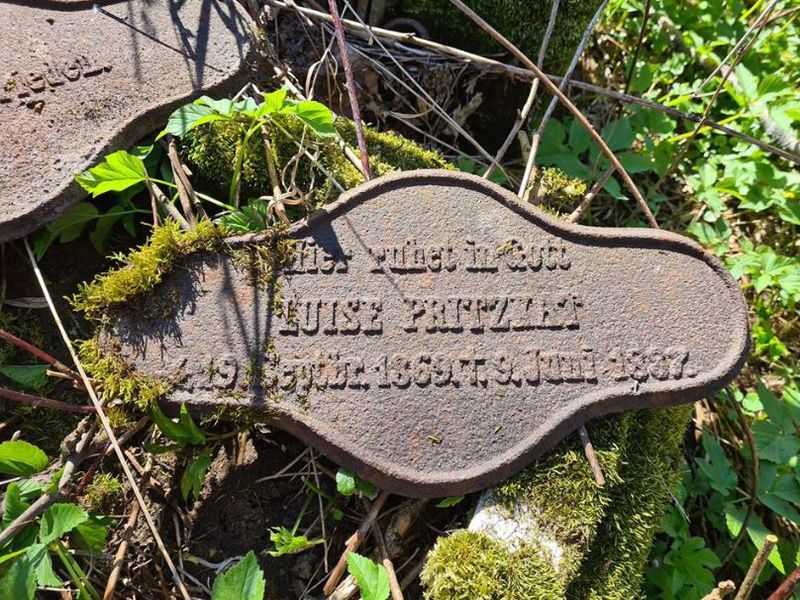 Hier ruhet in Gott
LUISE
19. Septbr. 1869. T. 9. Juni 1887.